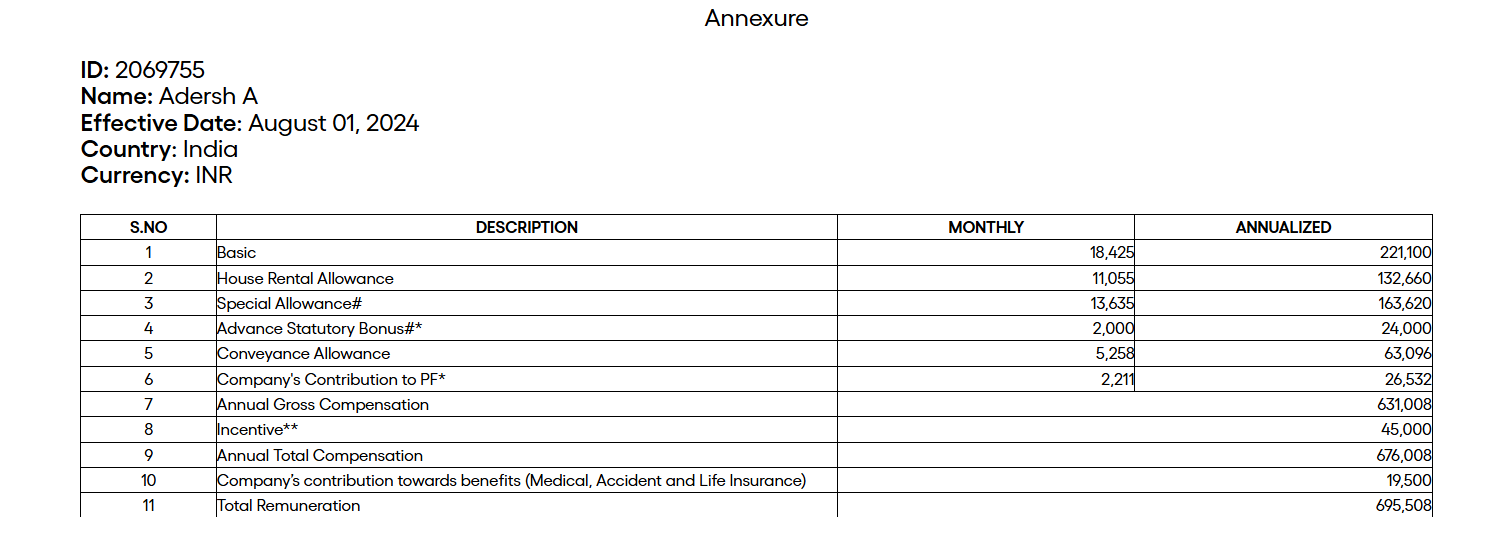 Annexure
ID: 2069755
Name: Adersh A
Effective Date: August 01, 2024
Country: India
Currency: INR
S.NO DESCRIPTION MONTHLY ANNUALIZED
1 Basic 18,425 221,100
2 House Rental Allowance 11,055 132,660
3 Special Allowance# 13,635 163,620
4 Advance Statutory Bonus#* 2,000 24,000
5 Conveyance Allowance 5,258 63,096
6 Company's Contribution to PF* 2,211 26,532
7 Annual Gross Compensation 631,008
8 Incentive** 45,000
9 Annual Total Compensation 676,008
10 Company's contribution towards benefits (Medical, Accident and Life Insurance) 19,500
11 Total Remuneration 695,508